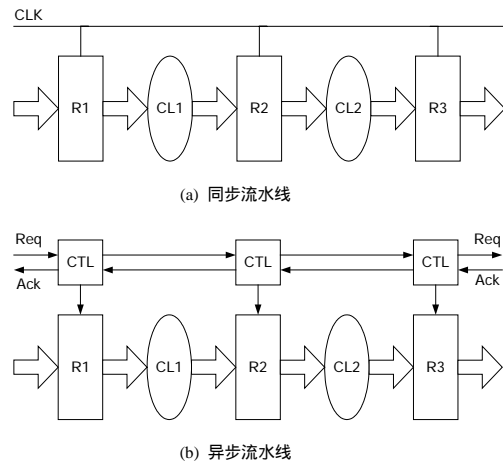 CLK
R1 CL1 R2 CL2 R3
(a) 同步流水线
Req CTL CTL CTL Req
Ack Ack
R1 CL1 R2 CL2 R3
(b) 异步流水线